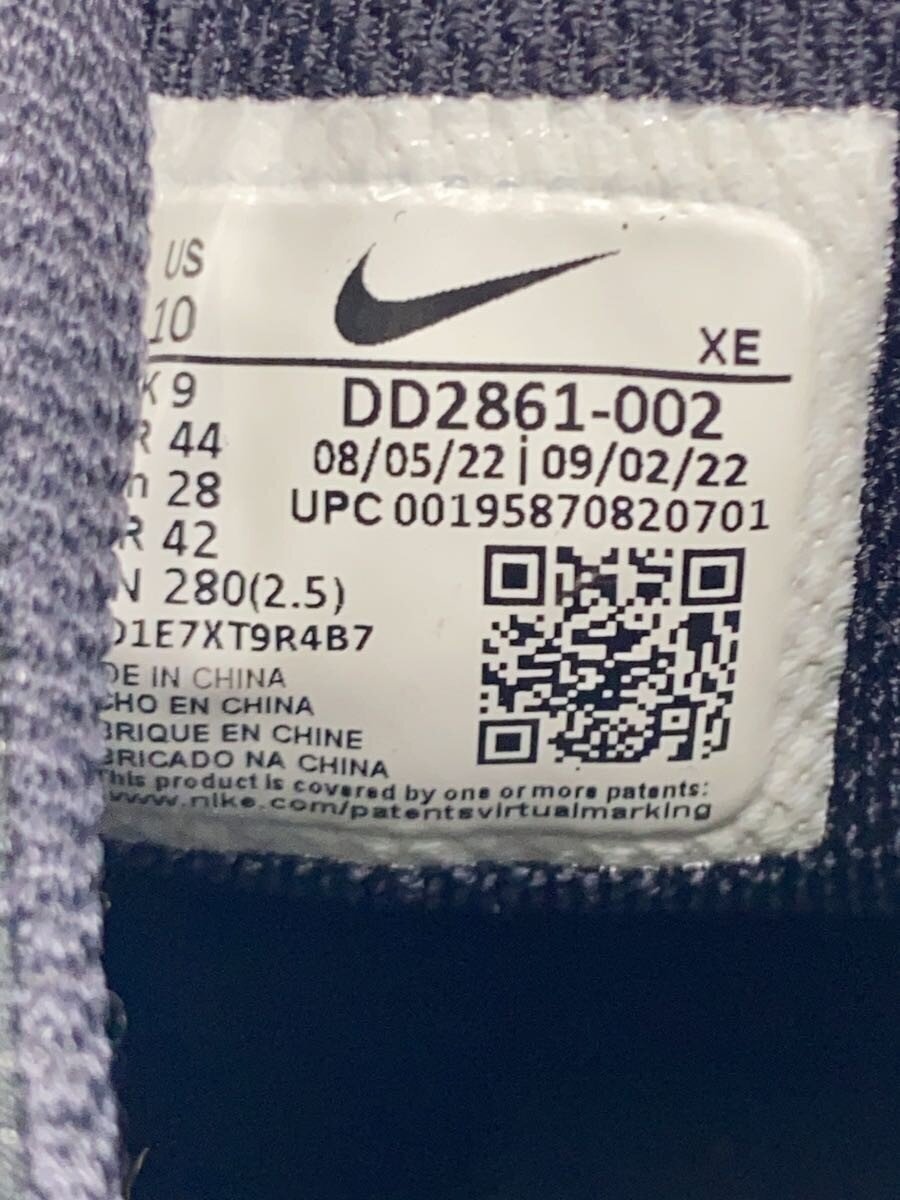 US
10
XE
9
DD2861-002
44
08/05/22 | 09/02/22
28
UPC 00195870820701
42
280(2.5)
1E7XT9R4B7
DE IN CHINA
CHO EN CHINA
BRIQUE EN CHINE
BRICADO NA CHINA
This product is covered by one or more patents:
www.nike.com/patentsvirtualmarking